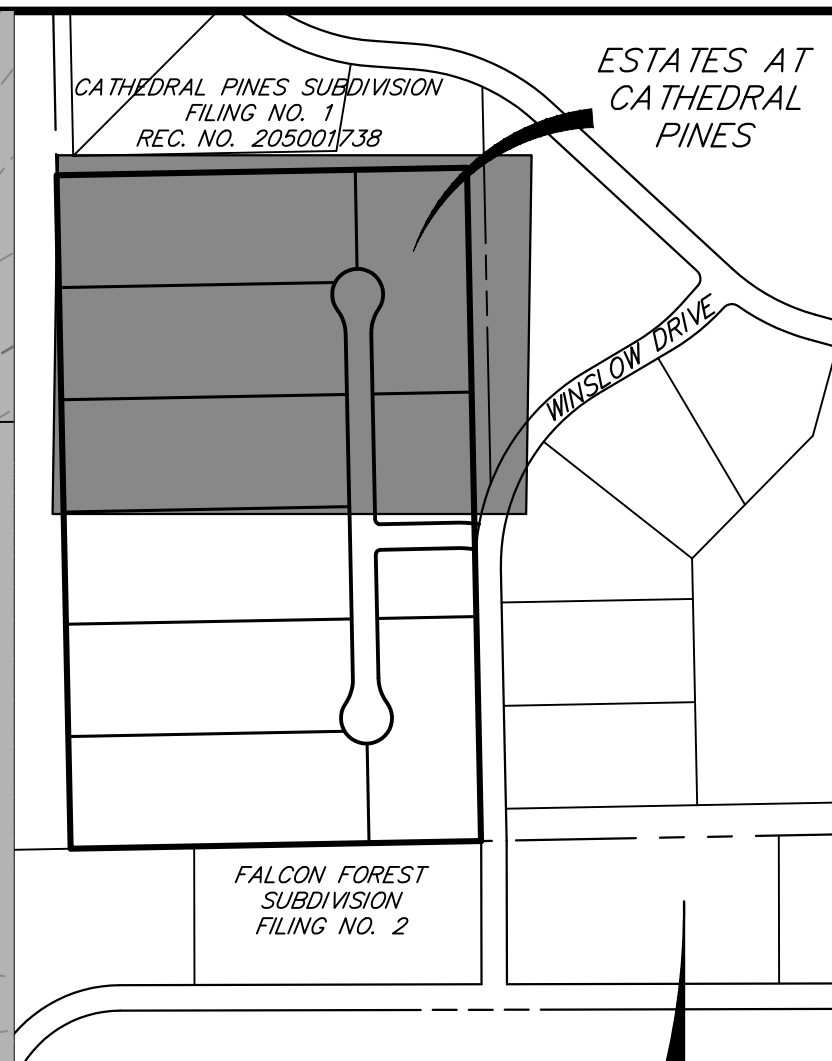 CATHEDRAL PINES SUBDIVISION
FILING NO. 1
REC. NO. 205001738
ESTATES AT
CATHEDRAL
PINES
WINSLOW DRIVE
FALCON FOREST
SUBDIVISION
FILING NO. 2